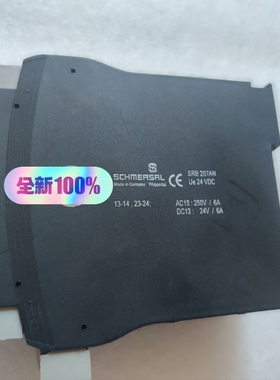 S
SCHMERSAL
Made in Germany Wuppertal
CE
SRB 207AN
Ue 24 VDC
全新100%
13-14 , 23-24:
AC15 : 250V / 6A
DC13 : 24V / 6A